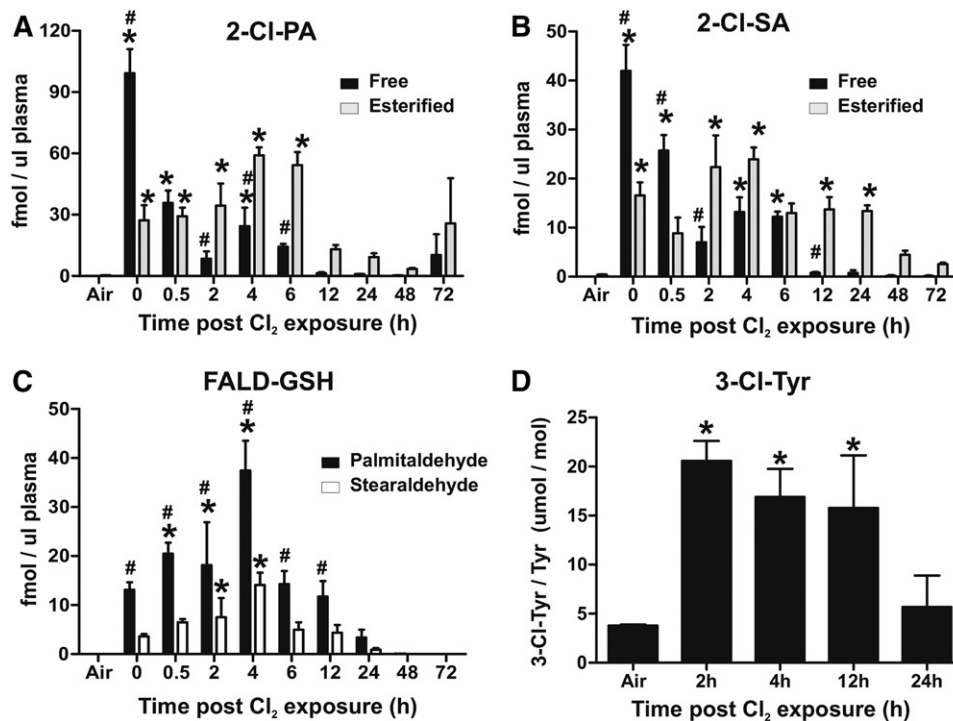 A
2-Cl-PA
fmol / ul plasma
120
90
60
30
0
Free
Esterified
# * * * * # * # * * # *
Air 0 0.5 2 4 6 12 24 48 72
Time post Cl₂ exposure (h)
B
2-Cl-SA
fmol / ul plasma
50
40
30
20
10
0
Free
Esterified
# * * # * # * * * * # * *
Air 0 0.5 2 4 6 12 24 48 72
Time post Cl₂ exposure (h)
C
FALD-GSH
fmol / ul plasma
50
40
30
20
10
0
Palmitaldehyde
Stearaldehyde
# # * # * * # * * # #
Air 0 0.5 2 4 6 12 24 48 72
Time post Cl₂ exposure (h)
D
3-Cl-Tyr
3-Cl-Tyr / Tyr (umol / mol)
25
20
15
10
5
0
* * *
Air 2h 4h 12h 24h
Time post Cl₂ exposure (h)